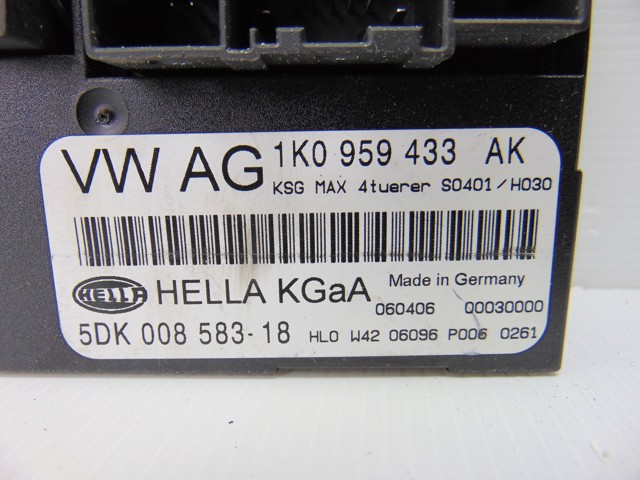 VW AG 1K0 959 433 AK
KSG MAX 4tuerer S0401/H030
HELLA HELLA KGaA Made in Germany
060406 00030000
5DK 008 583-18 HL0 W42 06096 P006 0261